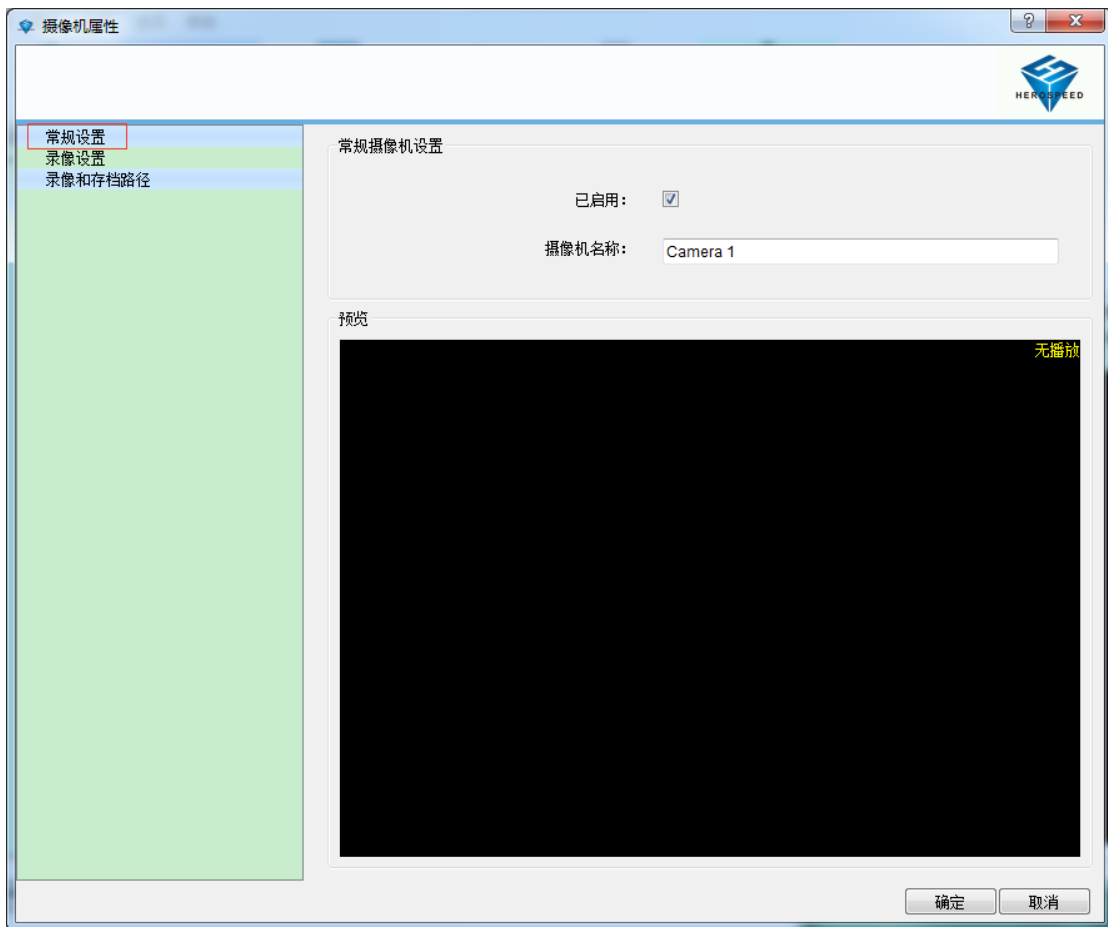 摄像机属性
HEROSPEED
常规设置
录像设置
录像和存档路径
常规摄像机设置
已启用：
摄像机名称：
Camera 1
预览
无播放
确定
取消